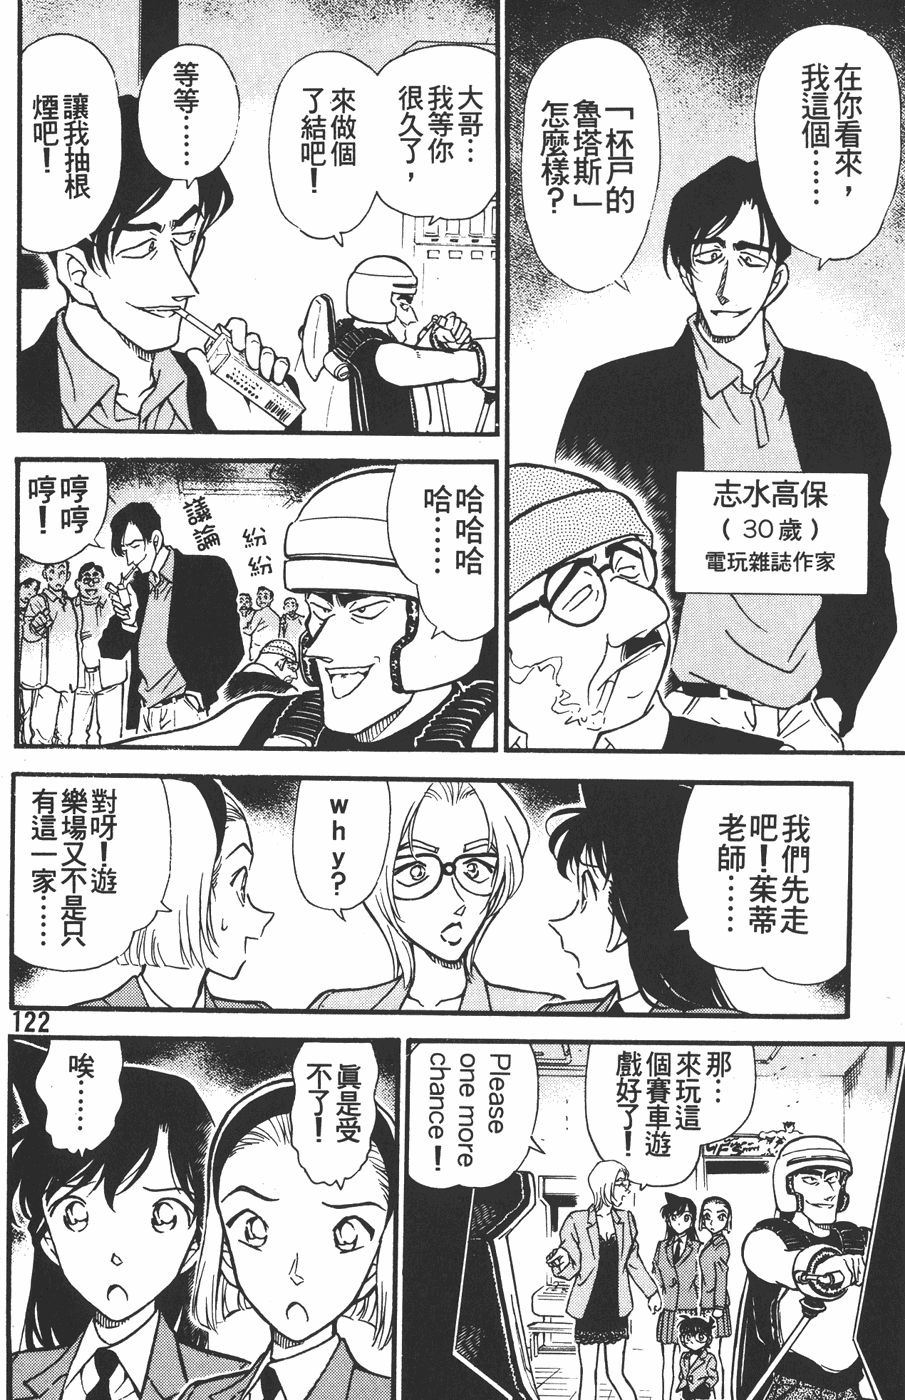 在你看來，
我這個……
「杯戶的
魯塔斯」
怎麼樣？
志水高保
（30歲）
電玩雜誌作家
大哥…
我等你
很久了，
來做個
了結吧！
等等……
讓我抽根
煙吧！
哈哈哈
哈……
議論
紛紛
哼哼
哼！
我們先走
吧！茱蒂
老師……
why?
對呀！遊
樂場又不是只
有這一家……
122
那…
來玩這
個賽車遊
戲好了！
Please
one more
chance！
真是受
不了！
唉……